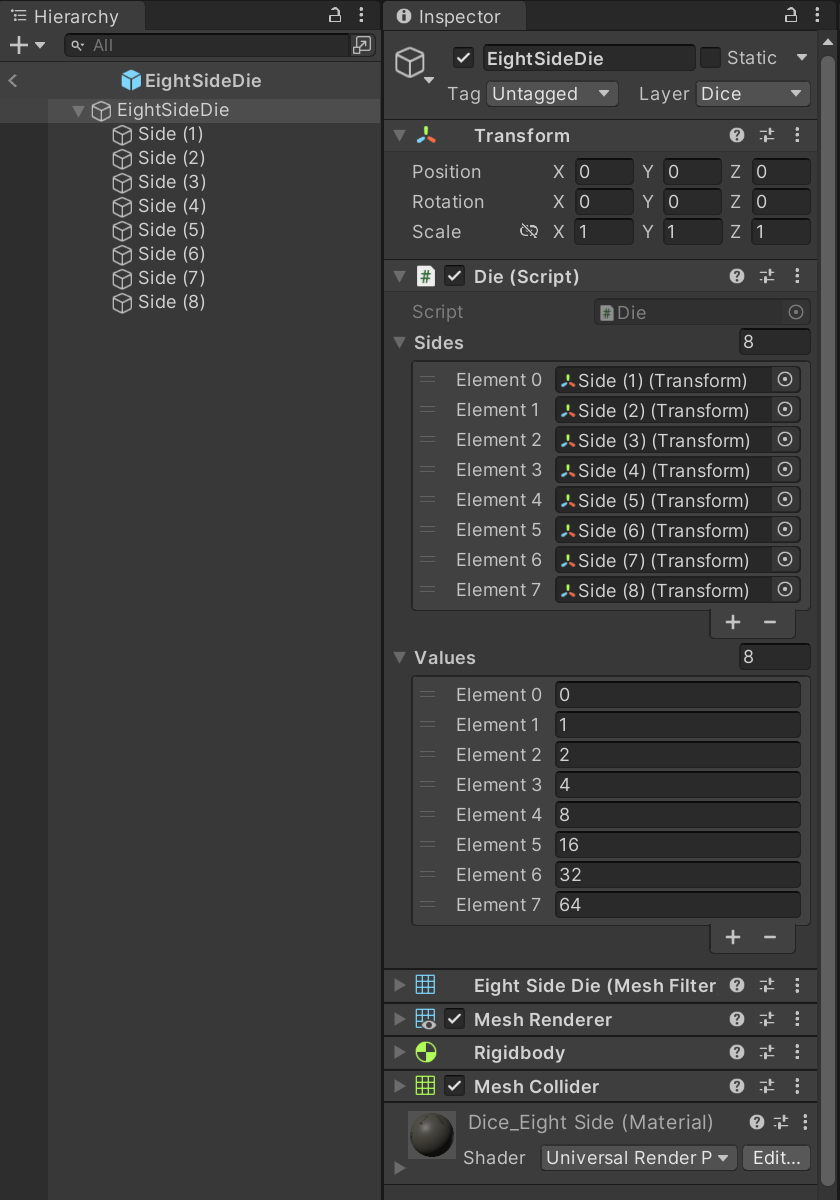 Hierarchy
All
EightSideDie
EightSideDie
Side (1)
Side (2)
Side (3)
Side (4)
Side (5)
Side (6)
Side (7)
Side (8)
Inspector
EightSideDie Static
Tag Untagged Layer Dice
Transform
Position X 0 Y 0 Z 0
Rotation X 0 Y 0 Z 0
Scale X 1 Y 1 Z 1
# Die (Script)
Script # Die
Sides 8
Element 0 Side (1) (Transform)
Element 1 Side (2) (Transform)
Element 2 Side (3) (Transform)
Element 3 Side (4) (Transform)
Element 4 Side (5) (Transform)
Element 5 Side (6) (Transform)
Element 6 Side (7) (Transform)
Element 7 Side (8) (Transform)
+ −
Values 8
Element 0 0
Element 1 1
Element 2 2
Element 3 4
Element 4 8
Element 5 16
Element 6 32
Element 7 64
+ −
Eight Side Die (Mesh Filter
Mesh Renderer
Rigidbody
Mesh Collider
Dice_Eight Side (Material)
Shader Universal Render P Edit...